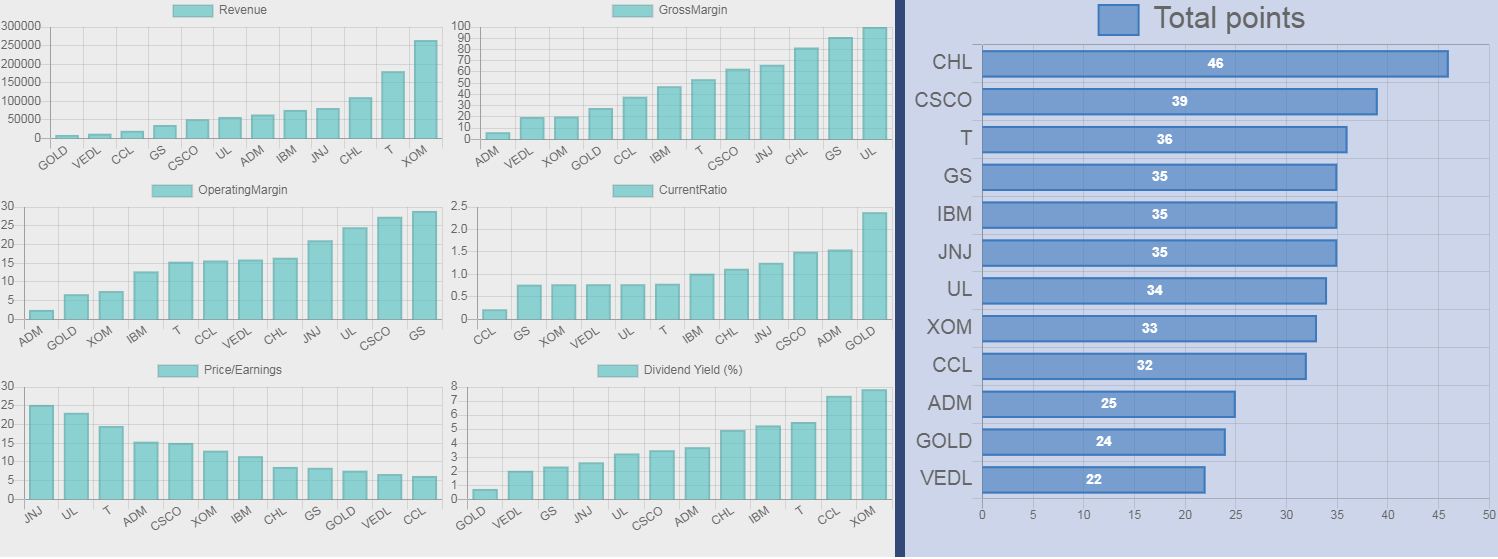 Revenue
300000
250000
200000
150000
100000
50000
0
GOLD VEDL CCL GS CSCO UL ADM IBM JNJ CHL T XOM
GrossMargin
100
90
80
70
60
50
40
30
20
10
0
ADM VEDL XOM GOLD CCL IBM T CSCO JNJ CHL GS UL
OperatingMargin
30
25
20
15
10
5
0
ADM GOLD XOM IBM T CCL VEDL CHL JNJ UL CSCO GS
CurrentRatio
2.5
2.0
1.5
1.0
0.5
0
CCL GS XOM VEDL UL T IBM CHL JNJ CSCO ADM GOLD
Price/Earnings
30
25
20
15
10
5
0
JNJ UL T ADM CSCO XOM IBM CHL GS GOLD VEDL CCL
Dividend Yield (%)
8
7
6
5
4
3
2
1
0
GOLD VEDL GS JNJ UL CSCO ADM CHL IBM T CCL XOM
Total points
CHL 46
CSCO 39
T 36
GS 35
IBM 35
JNJ 35
UL 34
XOM 33
CCL 32
ADM 25
GOLD 24
VEDL 22
0 5 10 15 20 25 30 35 40 45 50